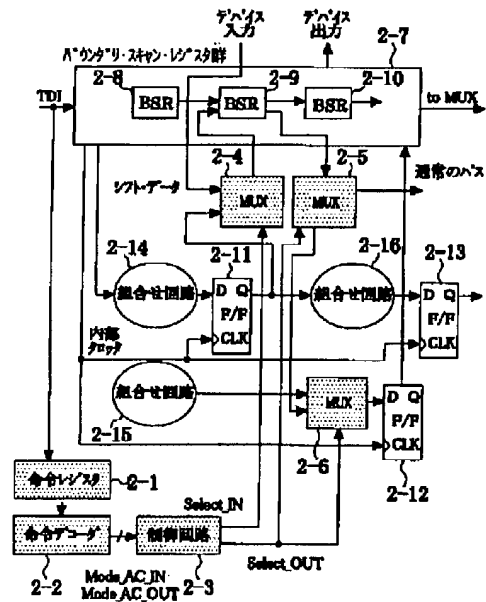 デバイス
入力
デバイス
出力
2-7
バウンダリ・スキャン・レジスタ群
2-8
2-9
2-10
TDI
BSR
BSR
BSR
to MUX
2-4
2-5
通常のパス
シフト・データ
MUX
MUX
2-14
2-11
2-16
2-13
組合せ回路
D Q
F/F
CLK
組合せ回路
D Q
F/F
CLK
内部
クロック
2-15
MUX
2-6
D Q
F/F
CLK
2-12
命令レジスタ
2-1
Select_IN
命令デコーダ
制御回路
2-2
2-3
Select_OUT
Mode_AC_IN
Mode_AC_OUT